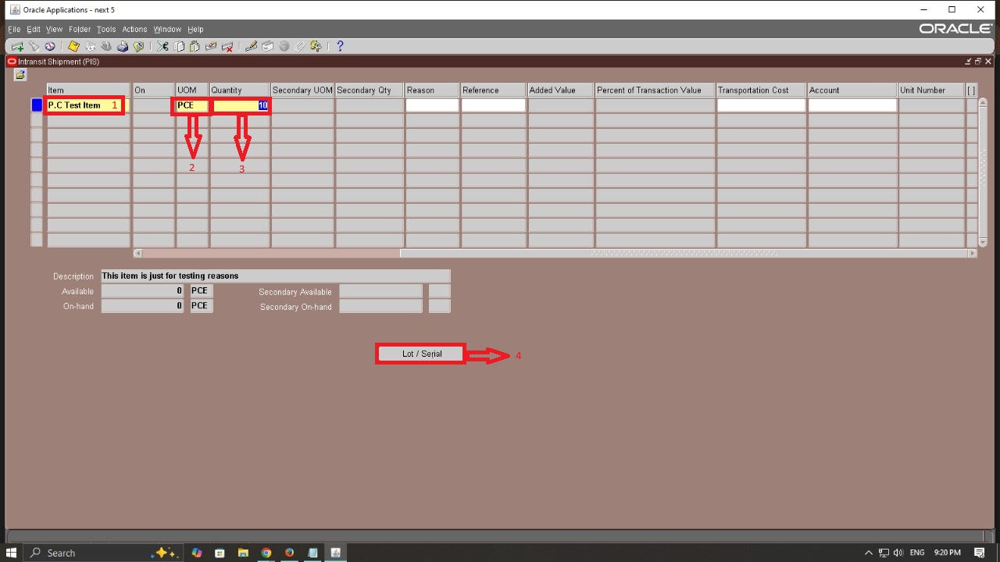 Oracle Applications - next 5
File Edit View Folder Tools Actions Window Help
ORACLE
Intransit Shipment (PIS)
Item On UOM Quantity Secondary UOM Secondary Qty Reason Reference Added Value Percent of Transaction Value Transportation Cost Account Unit Number [ ]
P.C Test Item 1 PCE 10
2 3
Description This item is just for testing reasons
Available 0 PCE Secondary Available
On-hand 0 PCE Secondary On-hand
Lot / Serial 4
Search ENG 9:20 PM